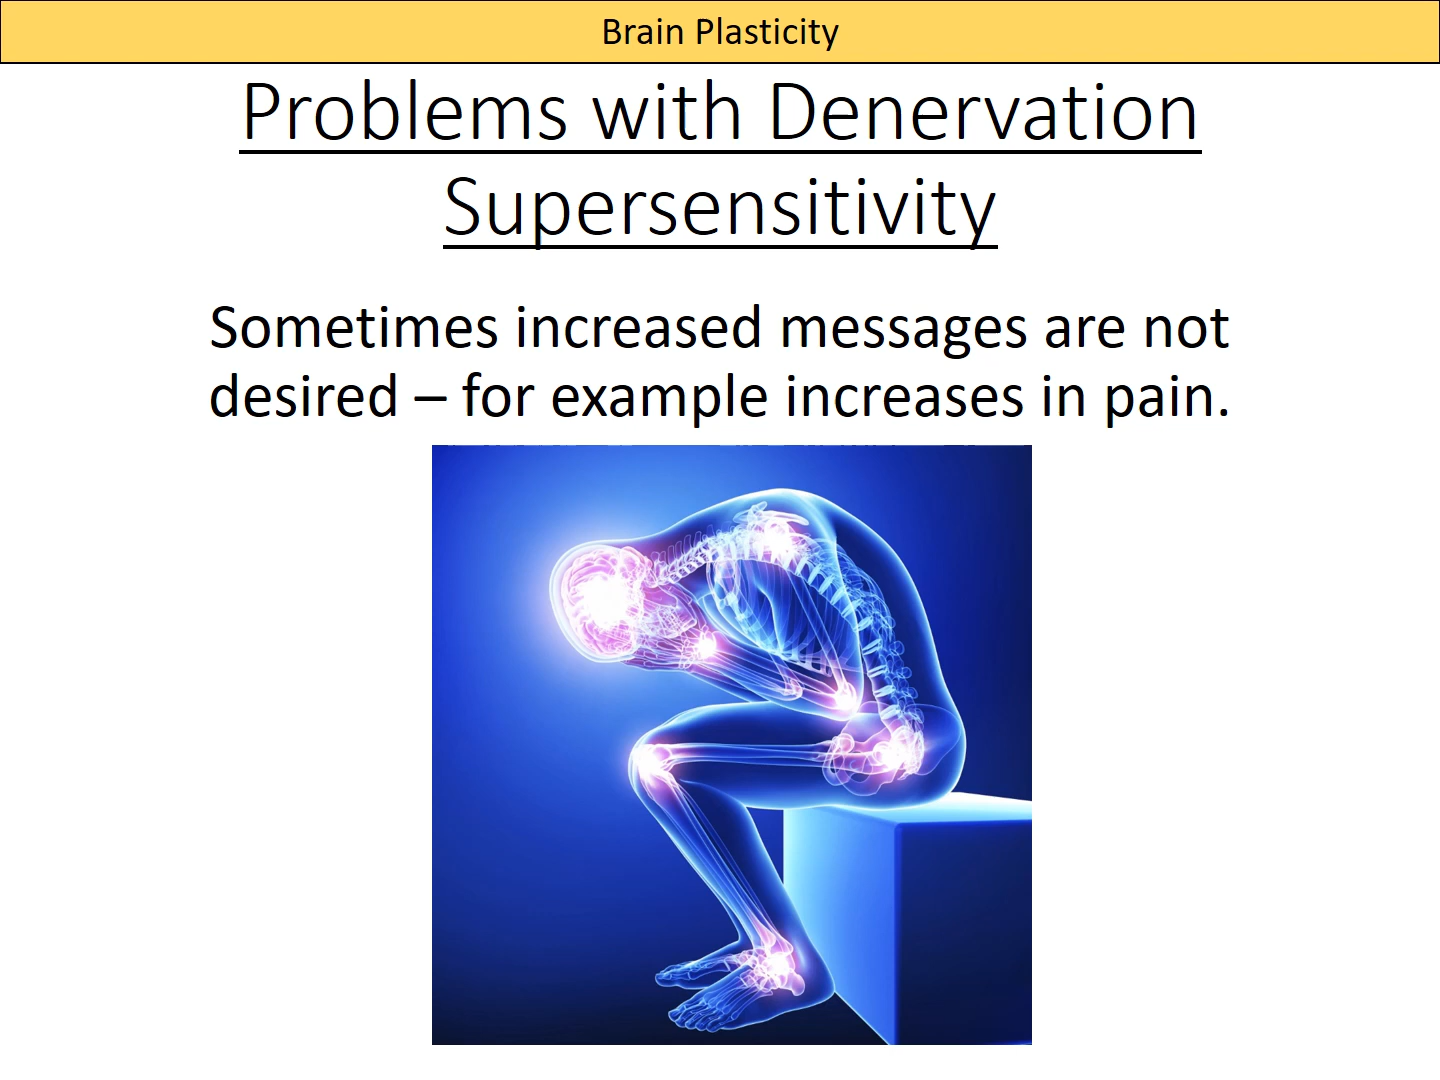 Brain Plasticity
Problems with Denervation
Supersensitivity
Sometimes increased messages are not
desired – for example increases in pain.